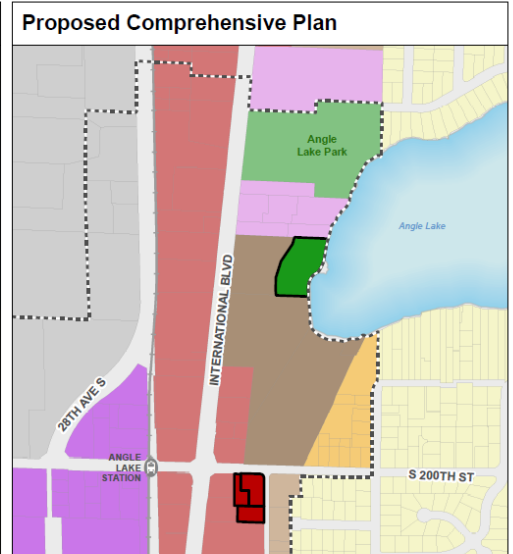 Proposed Comprehensive Plan
Angle
Lake Park
Angle Lake
INTERNATIONAL BLVD
28TH AVE S
ANGLE
LAKE
STATION
S 200TH ST